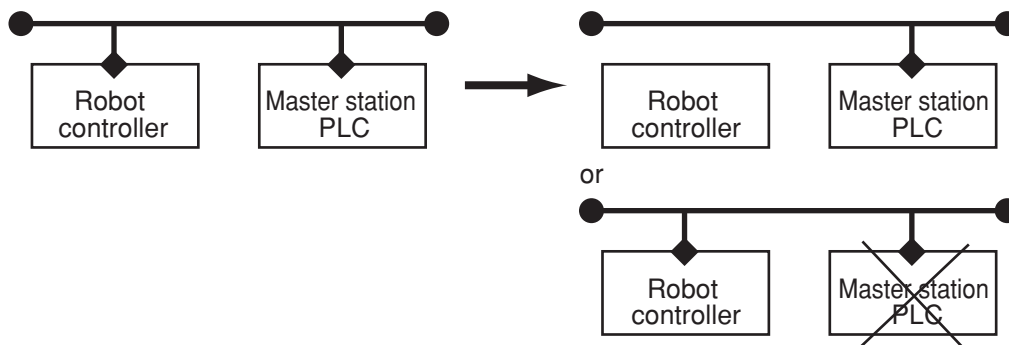 Robot
controller
Master station
PLC
Robot
controller
Master station
PLC
or
Robot
controller
Master station
PLC